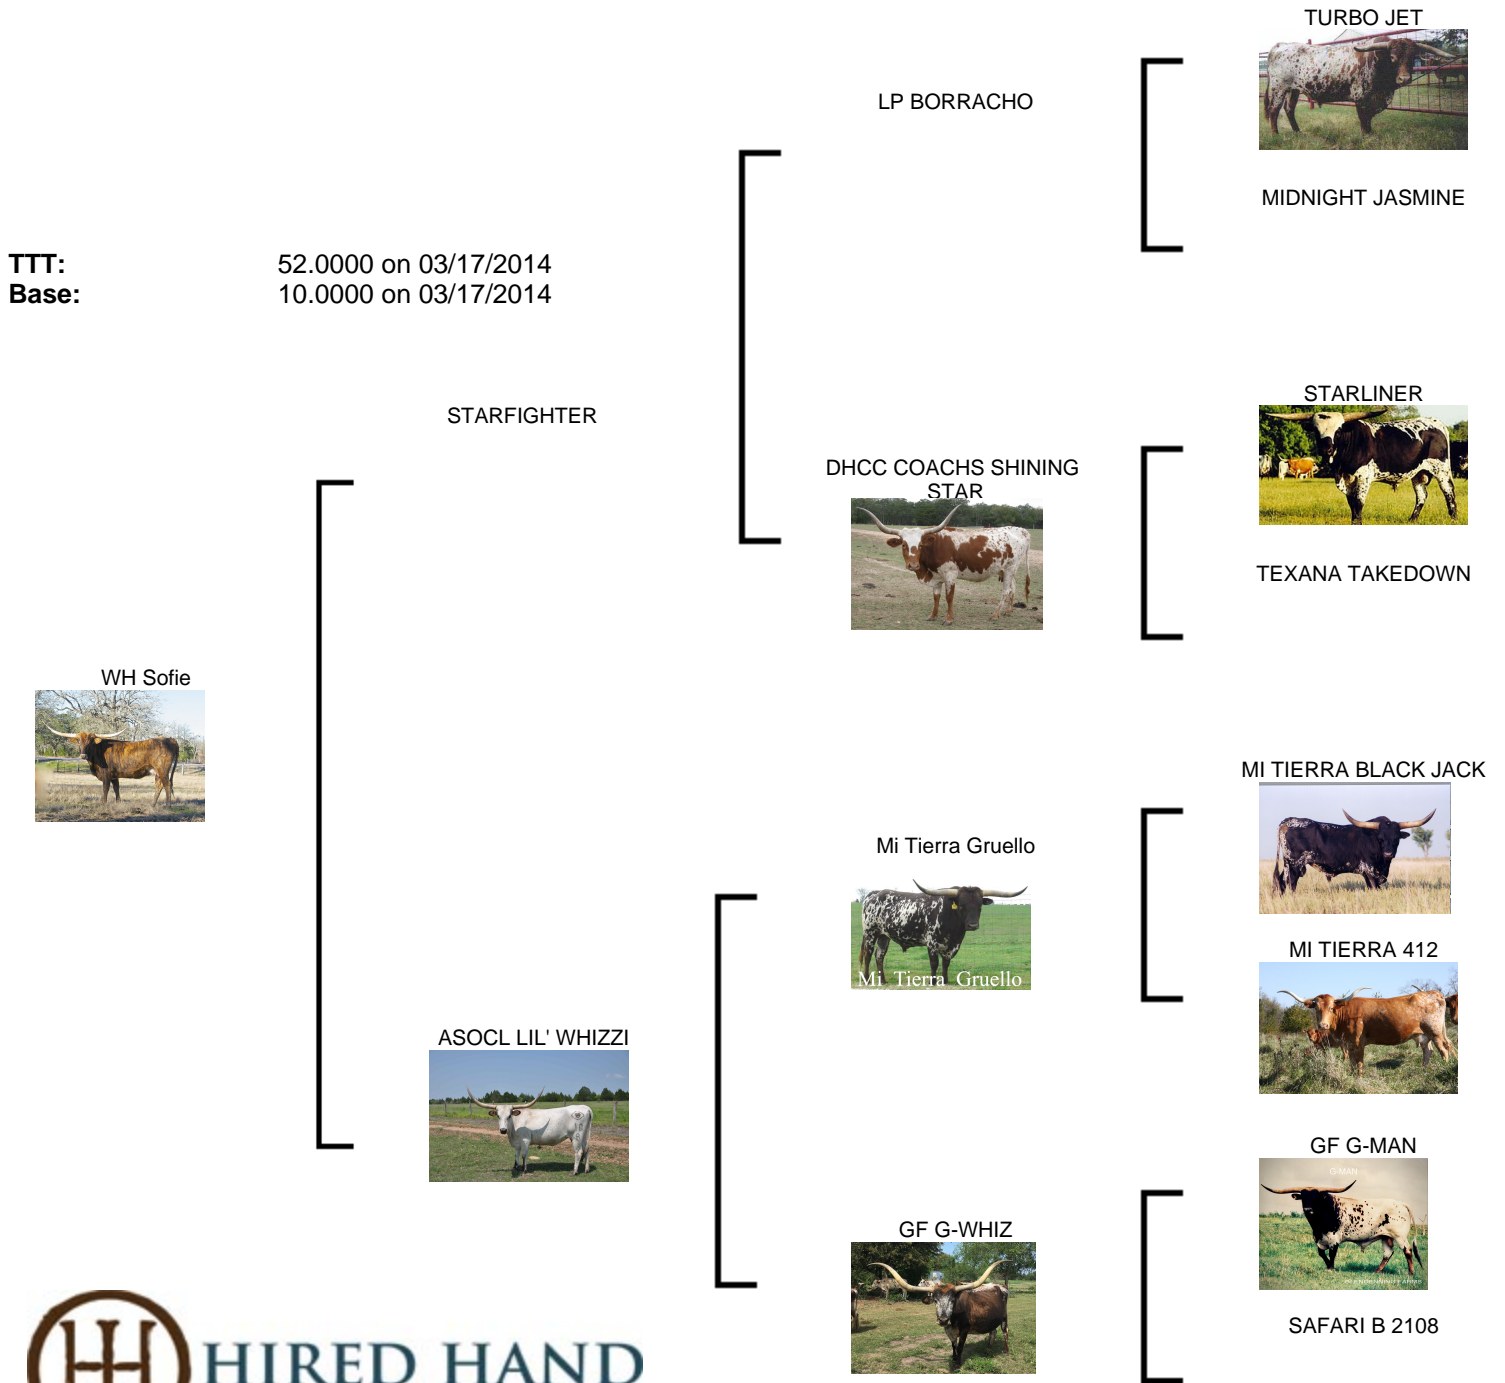 TURBO JET
LP BORRACHO
MIDNIGHT JASMINE
TTT: 52.0000 on 03/17/2014
Base: 10.0000 on 03/17/2014
STARFIGHTER
STARLINER
DHCC COACHS SHINING
STAR
TEXANA TAKEDOWN
WH Sofie
MI TIERRA BLACK JACK
Mi Tierra Gruello
Mi Tierra Gruello
MI TIERRA 412
ASOCL LIL' WHIZZI
GF G-MAN
G-MAN
GF G-WHIZ
SAFARI B 2108
HIRED HAND